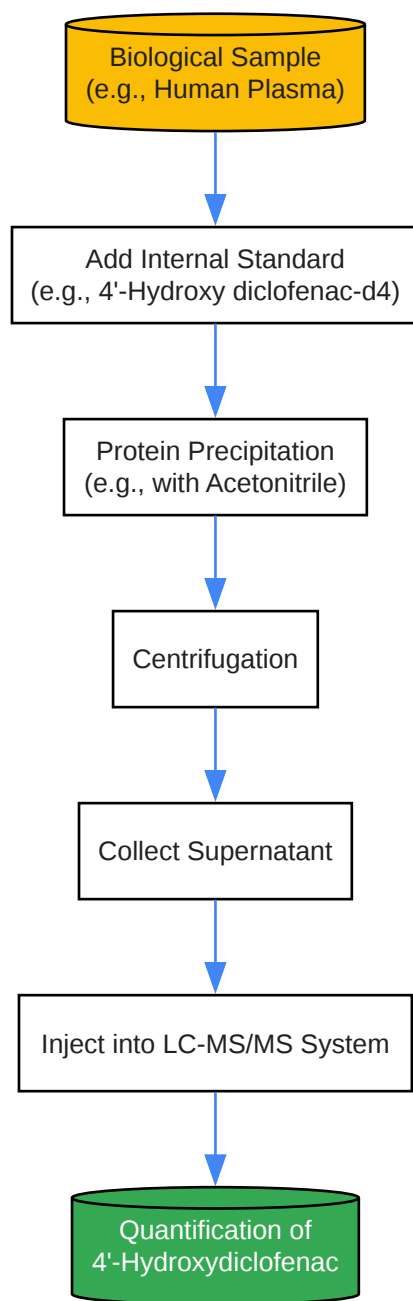 Biological Sample
(e.g., Human Plasma)
Add Internal Standard
(e.g., 4'-Hydroxy diclofenac-d4)
Protein Precipitation
(e.g., with Acetonitrile)
Centrifugation
Collect Supernatant
Inject into LC-MS/MS System
Quantification of
4'-Hydroxydiclofenac